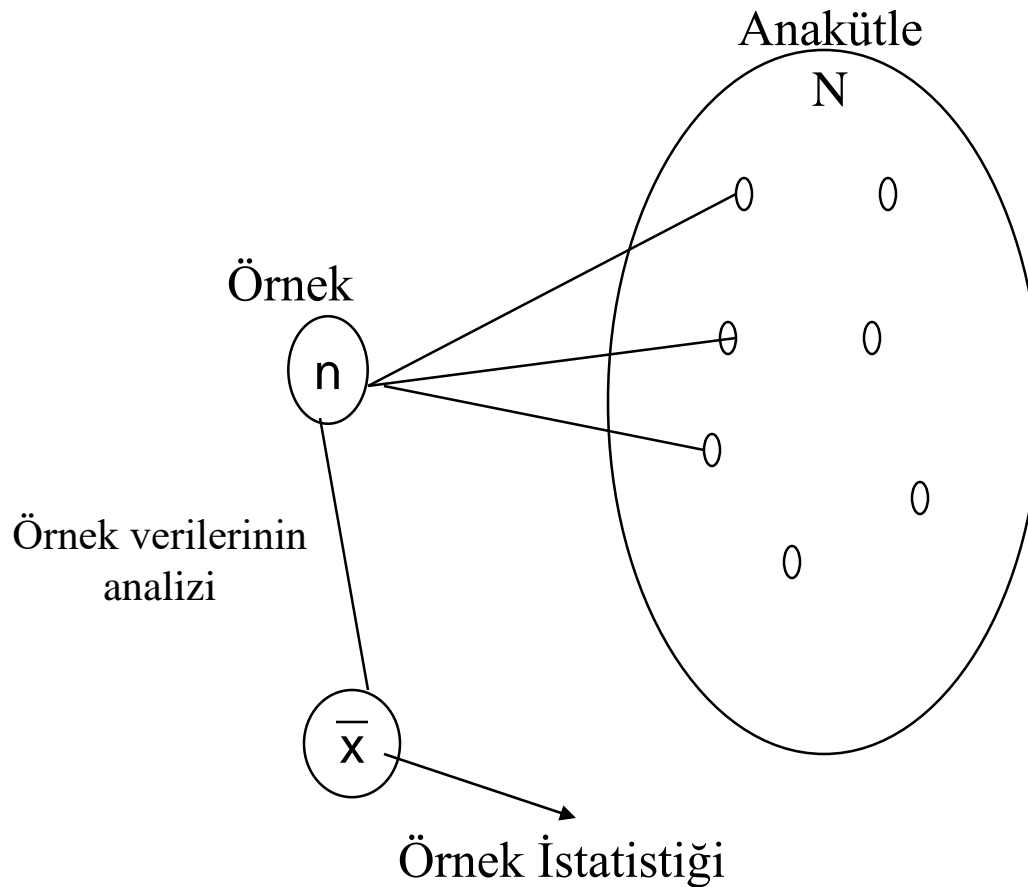 Anakütle
N
Örnek
n
Örnek verilerinin
analizi
x̅
Örnek İstatistiği